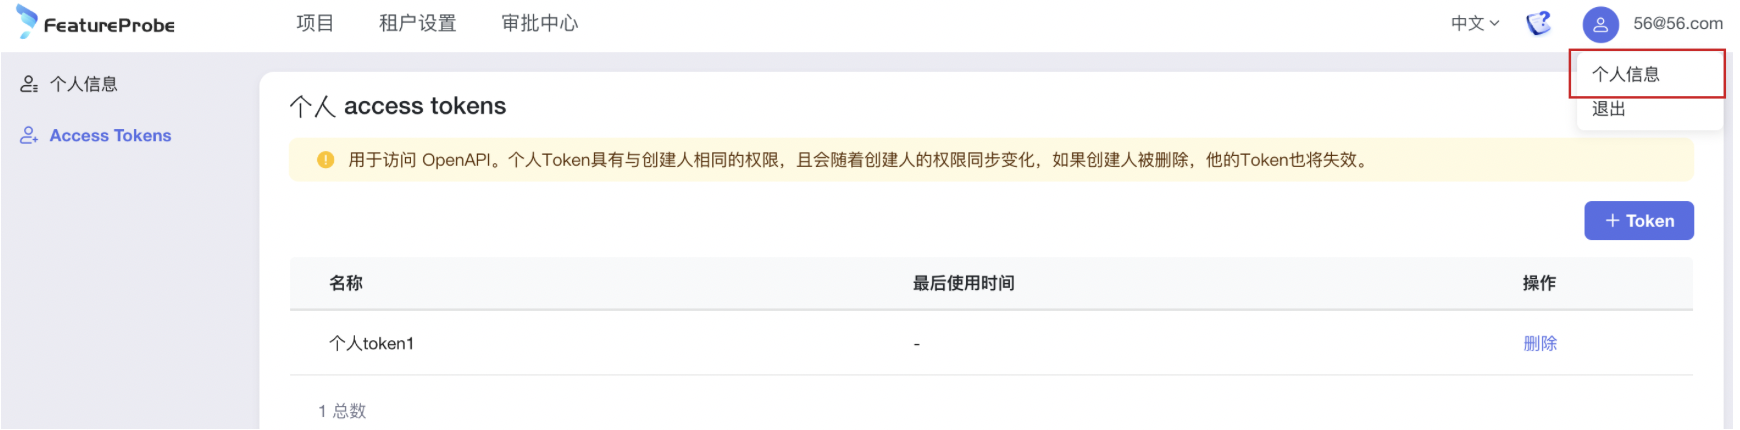 FeatureProbe 项目 租户设置 审批中心 中文 56@56.com
个人信息
退出
个人信息
Access Tokens
个人 access tokens
用于访问 OpenAPI。个人Token具有与创建人相同的权限，且会随着创建人的权限同步变化，如果创建人被删除，他的Token也将失效。
+ Token
名称 最后使用时间 操作
个人token1 - 删除
1 总数